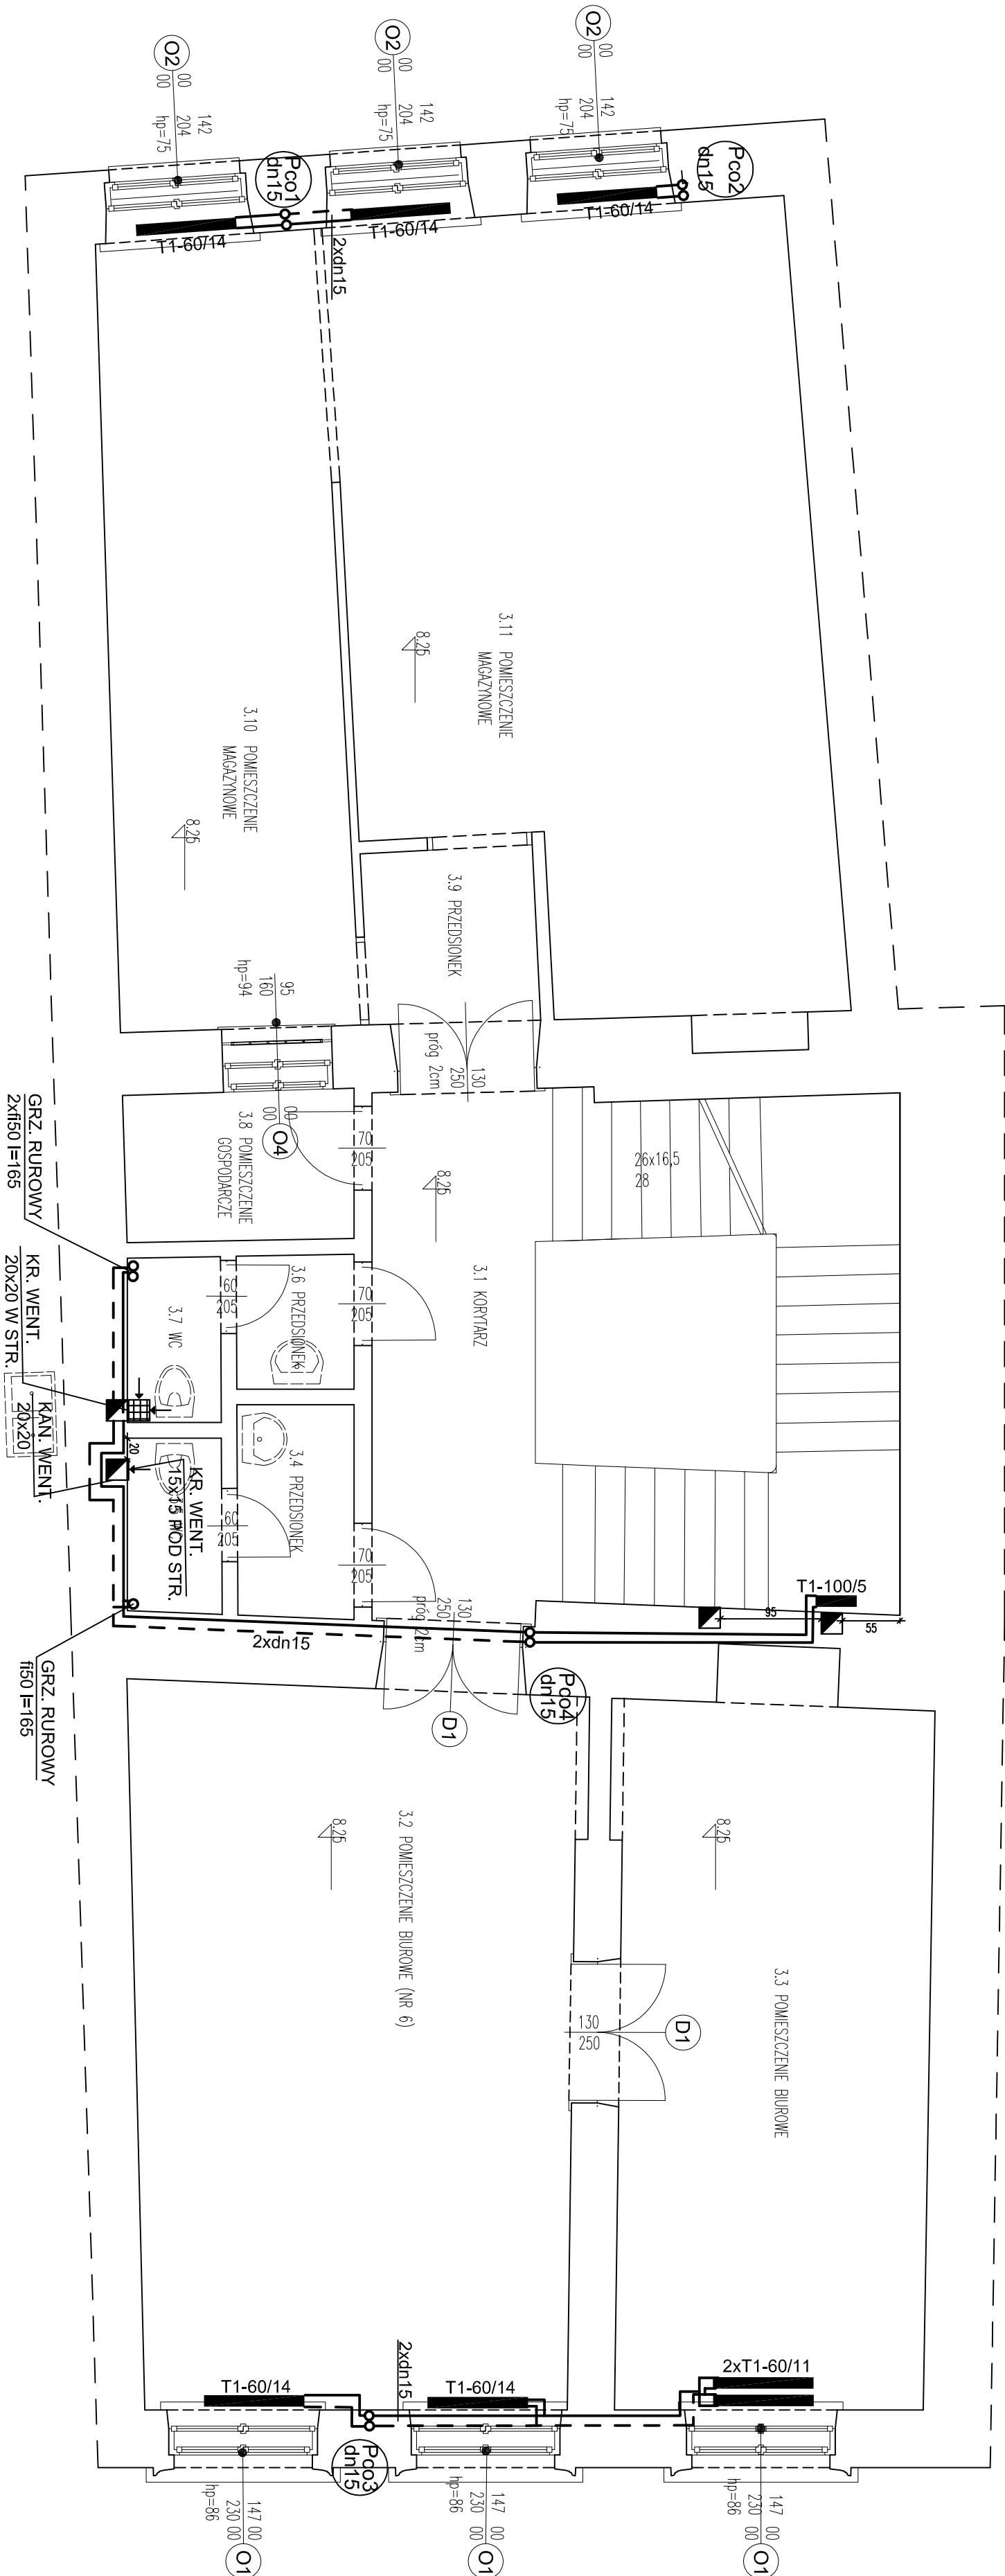 O2
00
00
142
204
hp=75
O2
00
00
142
204
hp=75
O2
00
00
142
204
hp=75
Pco1
dn15
Pco2
dn15
T1-60/14
T1-60/14
T1-60/14
2xdn15
3.11 POMIESZCZENIE
MAGAZYNOWE
8.25
3.10 POMIESZCZENIE
MAGAZYNOWE
8.25
3.9 PRZEDSIONEK
95
160
hp=94
00
00
O4
próg 2cm
130
250
3.8 POMIESZCZENIE
GOSPODARCZE
70
205
8.25
26x16,5
28
3.1 KORYTARZ
GRZ. RUROWY
2xfi50 l=165
KR. WENT.
20x20 W STR.
KAN. WENT.
20x20
3.7 WC
60
205
3.6 PRZEDSIONEK
70
205
20
KR. WENT.
15x15 POD STR.
60
205
3.4 PRZEDSIONEK
70
205
130
250
próg 2cm
T1-100/5
95
55
2xdn15
GRZ. RUROWY
fi50 l=165
Pco4
dn15
D1
3.2 POMIESZCZENIE BIUROWE (NR 6)
8.25
8.25
3.3 POMIESZCZENIE BIUROWE
130
250
D1
T1-60/14
2xdn15
T1-60/14
2xT1-60/11
Pco3
dn15
147 00
230 00
hp=86
O1
147 00
230 00
hp=86
O1
147 00
230 00
hp=86
O1